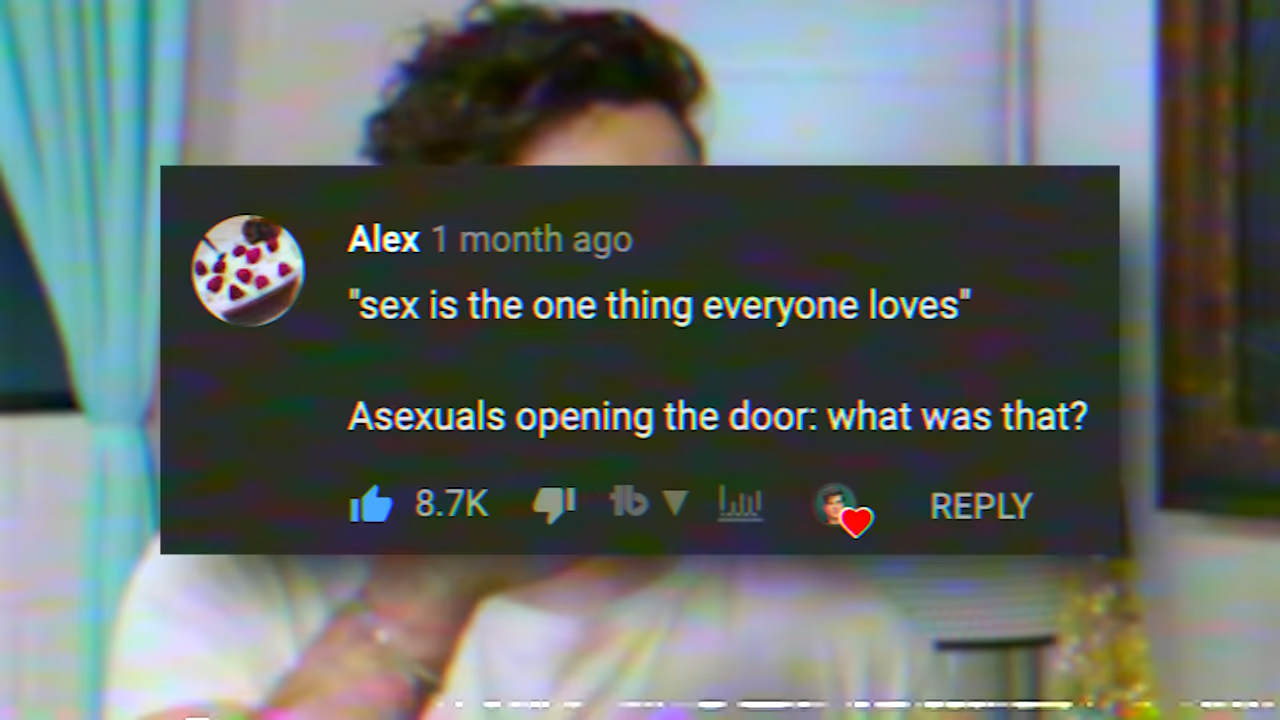 Alex 1 month ago
"sex is the one thing everyone loves"
Asexuals opening the door: what was that?
8.7K tb REPLY